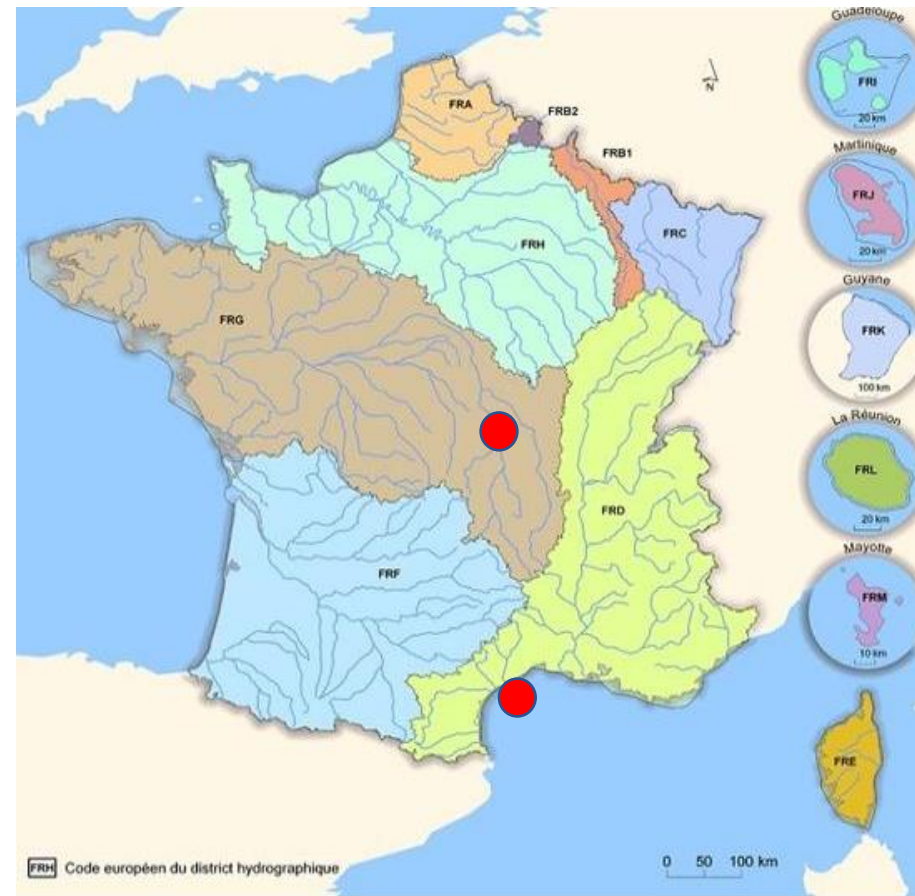 Guadeloupe
FRI
20 km
FRA
FRB2
N
FRB1
Martinique
FRJ
20 km
FRH
FRC
Guyane
FRK
100 km
FRG
La Réunion
FRL
20 km
FRD
Mayotte
FRF
FRM
10 km
FRE
FRH Code européen du district hydrographique
0 50 100 km